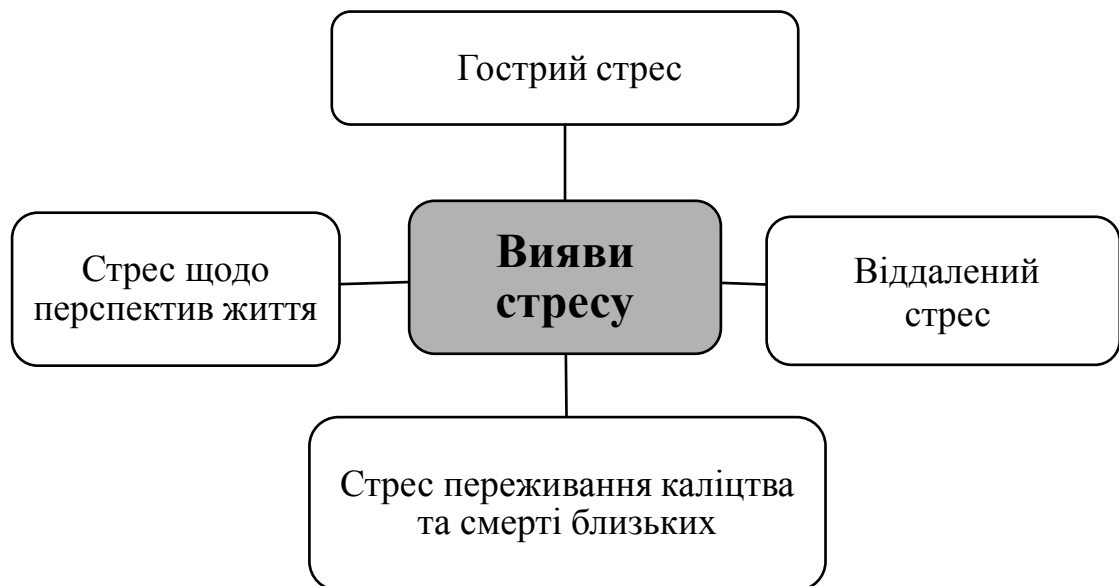 Гострий стрес
Стрес щодо
перспектив життя
Вияви
стресу
Віддалений
стрес
Стрес переживання каліцтва
та смерті близьких